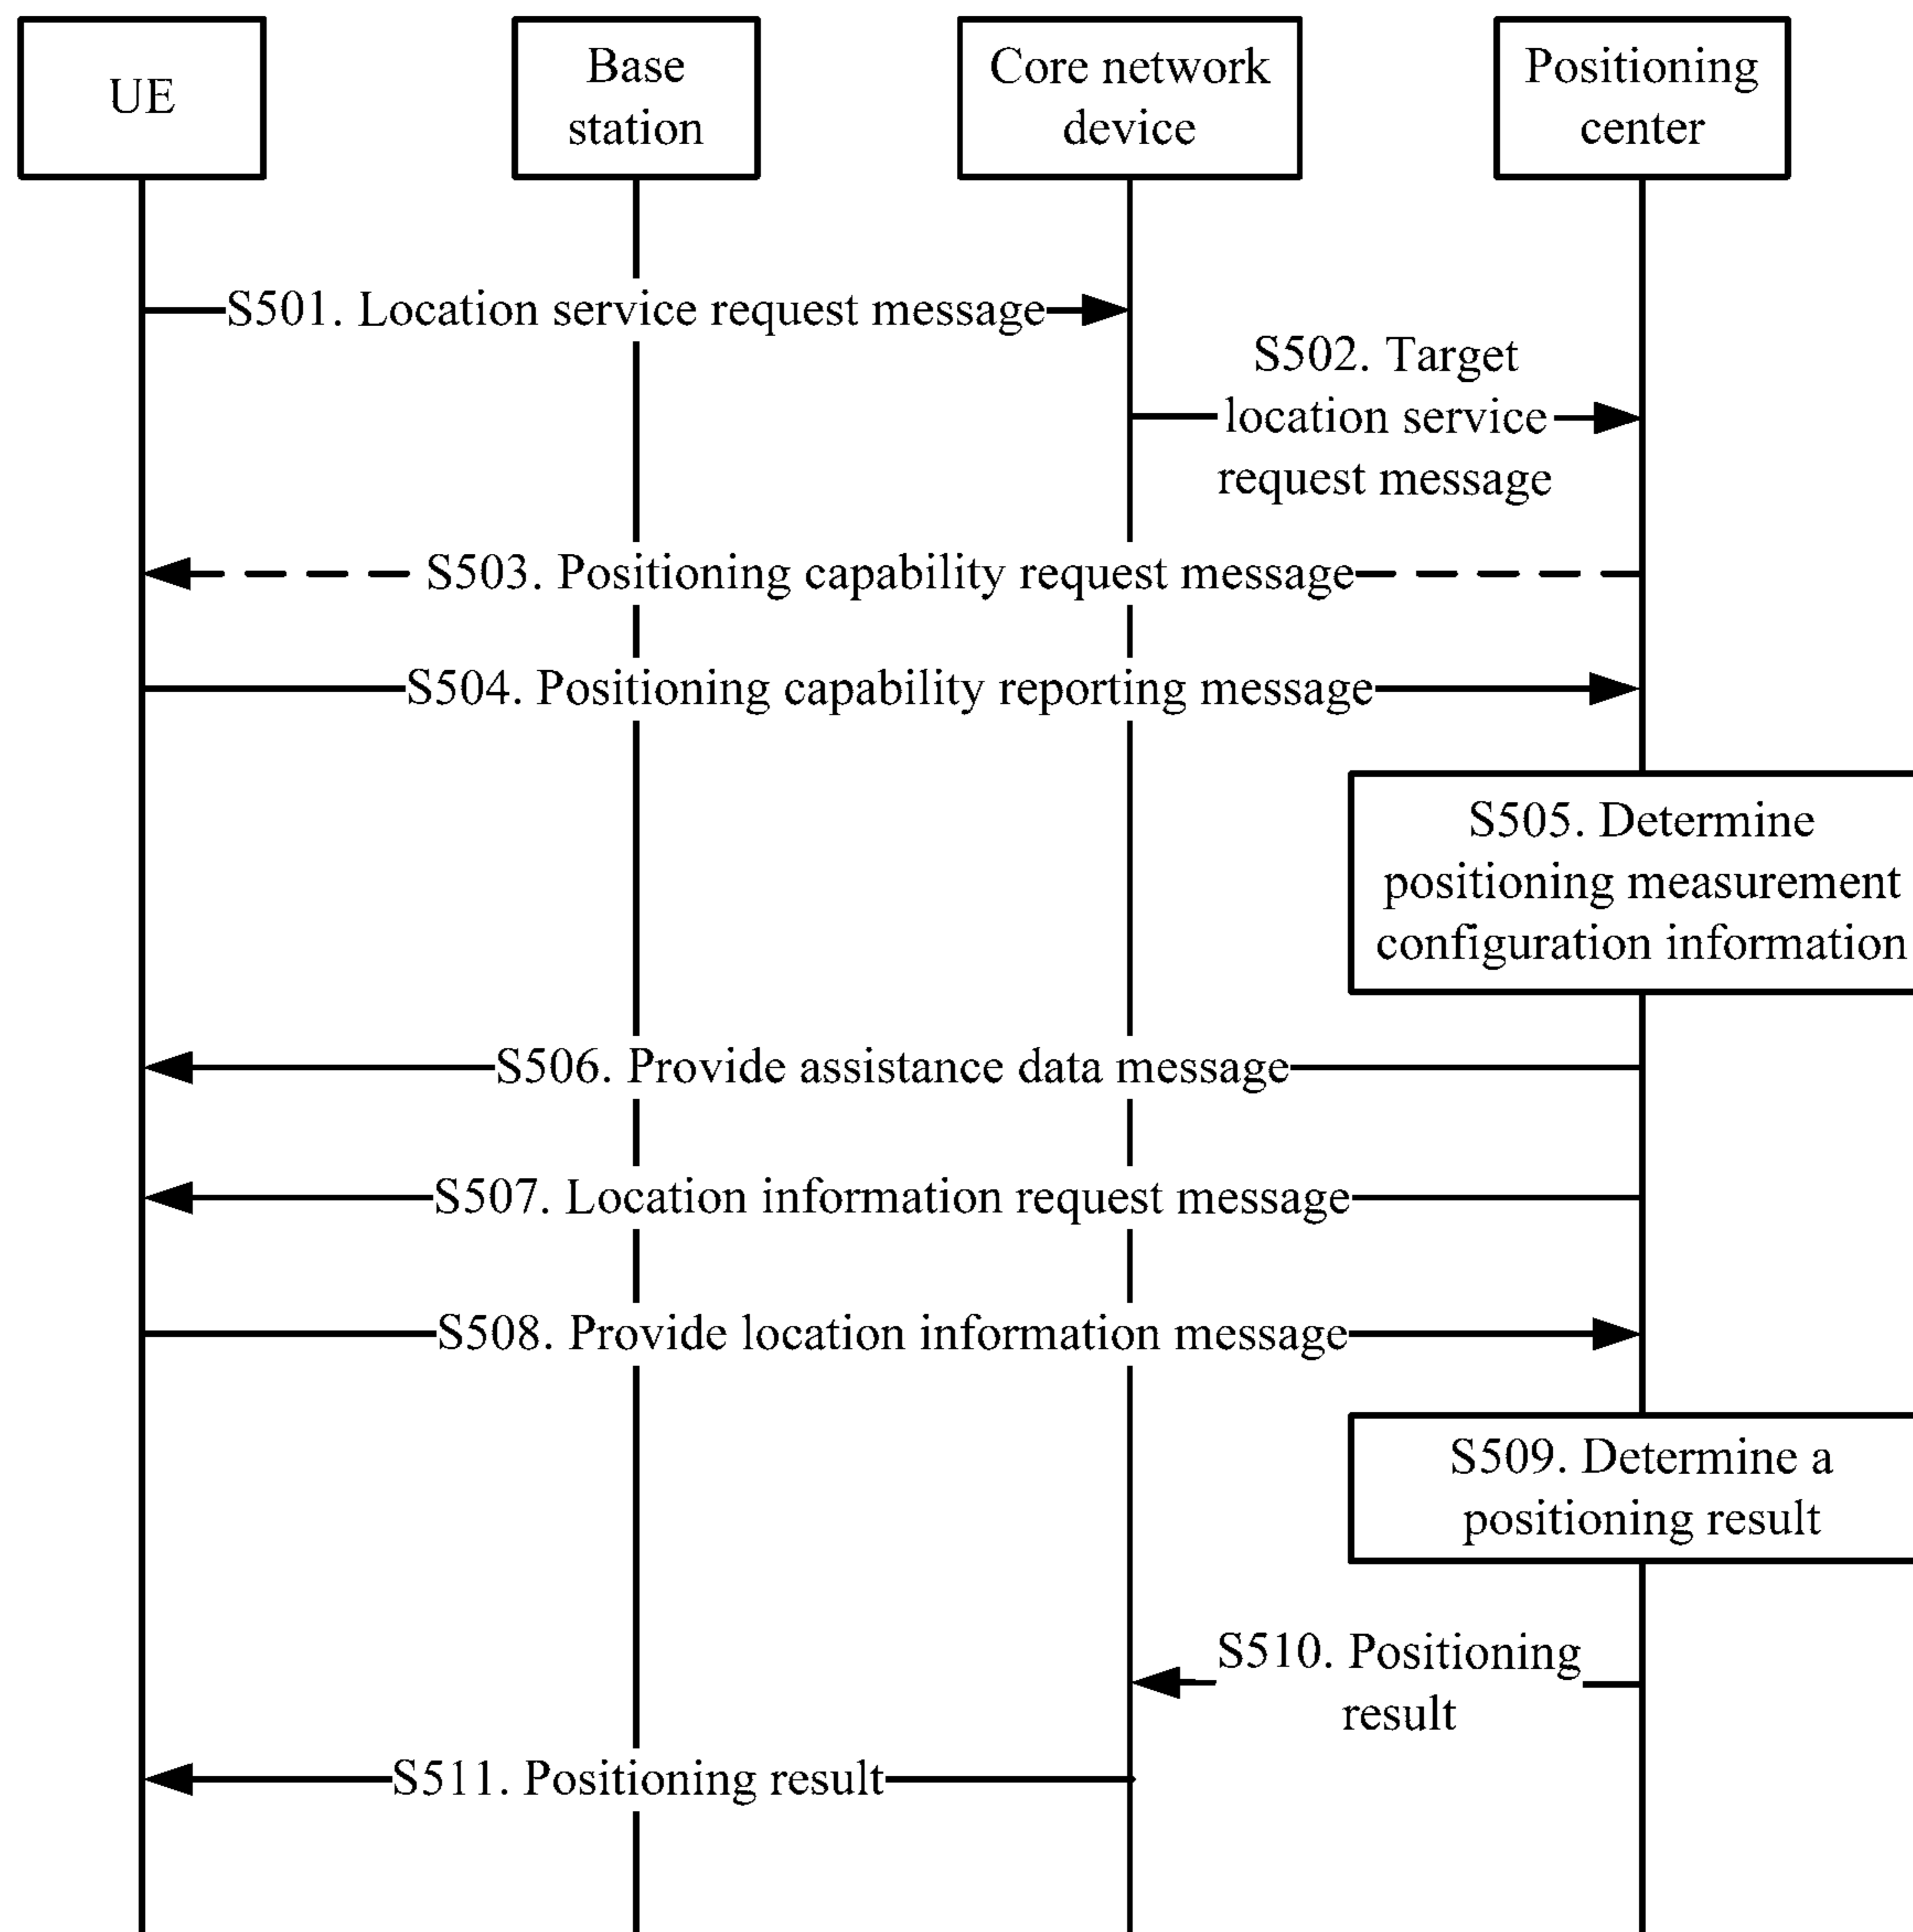 UE
Base
station
Core network
device
Positioning
center
S501. Location service request message
S502. Target
location service
request message
S503. Positioning capability request message
S504. Positioning capability reporting message
S505. Determine
positioning measurement
configuration information
S506. Provide assistance data message
S507. Location information request message
S508. Provide location information message
S509. Determine a
positioning result
S510. Positioning
result
S511. Positioning result